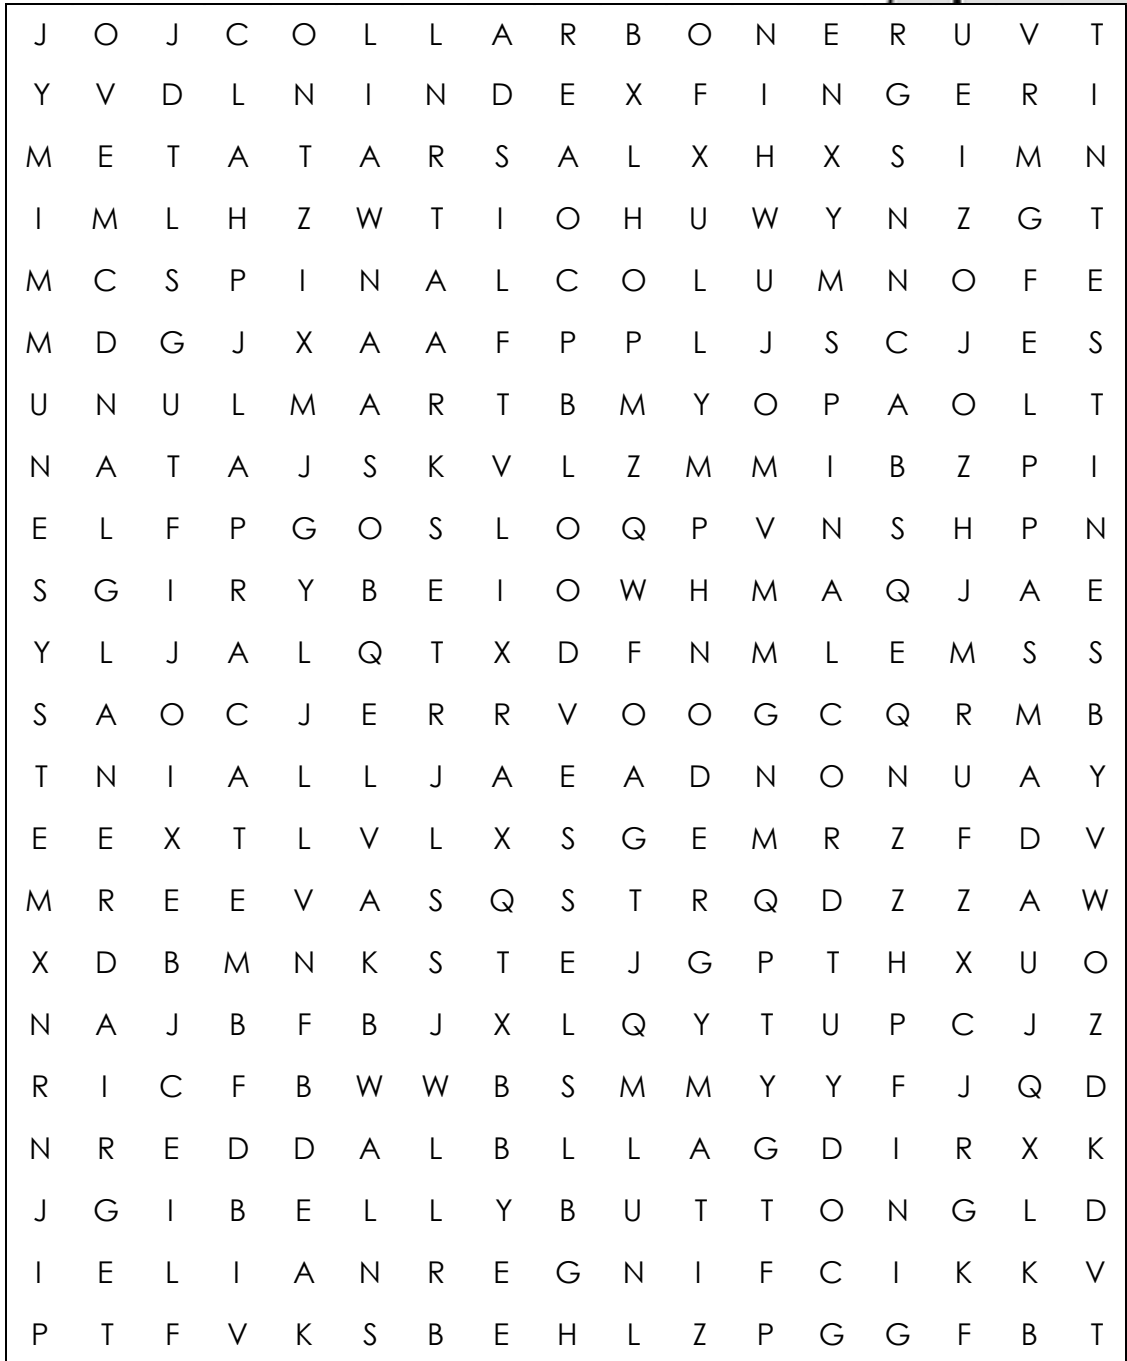 J O J C O L L A R B O N E R U V T
Y V D L N I N D E X F I N G E R I
M E T A T A R S A L X H X S I M N
I M L H Z W T I O H U W Y N Z G T
M C S P I N A L C O L U M N O F E
M D G J X A A F P P L J S C J E S
U N U L M A R T B M Y O P A O L T
N A T A J S K V L Z M M I B Z P I
E L F P G O S L O Q P V N S H P N
S G I R Y B E I O W H M A Q J A E
Y L J A L Q T X D F N M L E M S S
S A O C J E R R V O O G C Q R M B
T N I A L L J A E A D N O N U A Y
E E X T L V L X S G E M R Z F D V
M R E E V A S Q S T R Q D Z Z A W
X D B M N K S T E J G P T H X U O
N A J B F B J X L Q Y T U P C J Z
R I C F B W W B S M M Y Y F J Q D
N R E D D A L B L L A G D I R X K
J G I B E L L Y B U T T O N G L D
I E L I A N R E G N I F C I K K V
P T F V K S B E H L Z P G G F B T